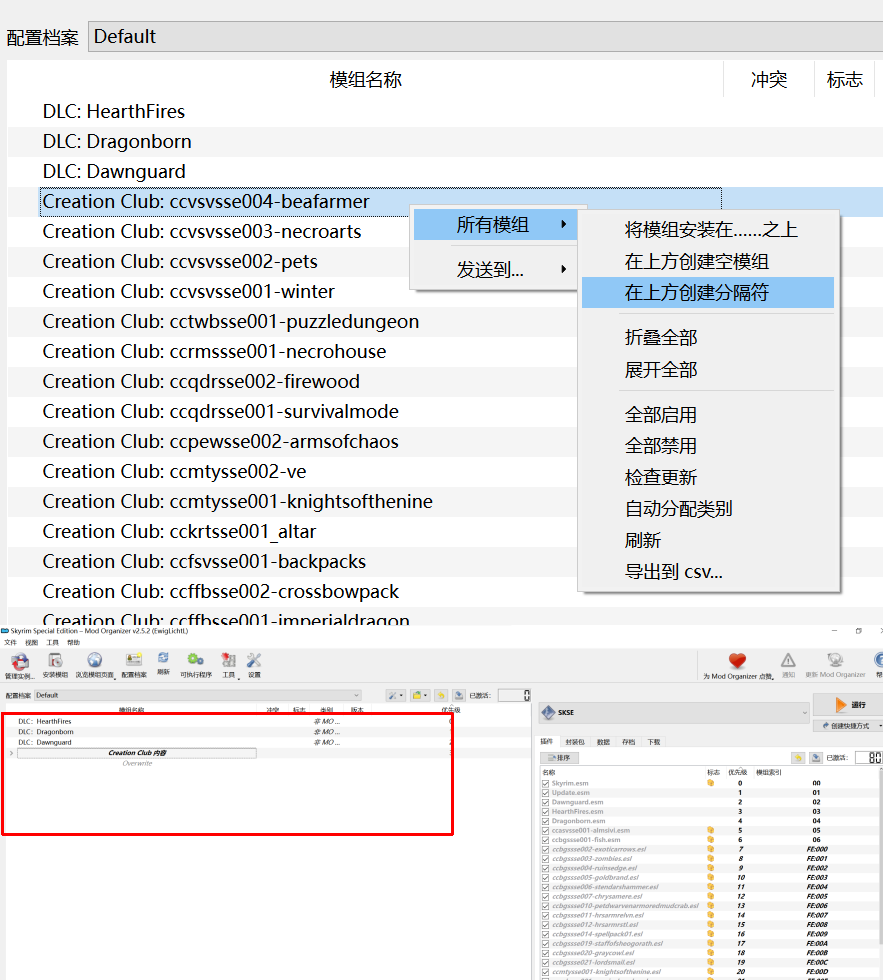 配置档案 Default
模组名称 冲突 标志
DLC: HearthFires
DLC: Dragonborn
DLC: Dawnguard
Creation Club: ccvsvsse004-beafarmer
Creation Club: ccvsvsse003-necroarts
Creation Club: ccvsvsse002-pets
Creation Club: ccvsvsse001-winter
Creation Club: cctwbsse001-puzzledungeon
Creation Club: ccrmssse001-necrohouse
Creation Club: ccqdrsse002-firewood
Creation Club: ccqdrsse001-survivalmode
Creation Club: ccpewsse002-armsofchaos
Creation Club: ccmtysse002-ve
Creation Club: ccmtysse001-knightsofthenine
Creation Club: cckrtsse001_altar
Creation Club: ccfsvsse001-backpacks
Creation Club: ccffbsse002-crossbowpack
Creation Club: ccffbsse001-imperialdragon
所有模组
发送到...
将模组安装在……之上
在上方创建空模组
在上方创建分隔符
折叠全部
展开全部
全部启用
全部禁用
检查更新
自动分配类别
刷新
导出到 csv...
Skyrim Special Edition – Mod Organizer v2.5.2 (EwigLichtL)
文件 视图 工具 帮助
管理实例... 安装模组 浏览模组页面 配置档案 刷新 可执行程序 工具 设置 为 Mod Organizer 点赞 通知 更新 Mod Organizer
配置档案 Default 已激活: 0
模组名称 冲突 标志 类别 版本 优先级
DLC: HearthFires 非 MO ...
DLC: Dragonborn 非 MO ...
DLC: Dawnguard 非 MO ...
Creation Club 内容
Overwrite
SKSE 运行
创建快捷方式
插件 封装包 数据 存档 下载
排序 已激活: 80
名称 标志 优先级 模组索引
Skyrim.esm 0 00
Update.esm 1 01
Dawnguard.esm 2 02
HearthFires.esm 3 03
Dragonborn.esm 4 04
ccasvsse001-almsivi.esm 5 05
ccbgssse001-fish.esm 6 06
ccbgssse002-exoticarrows.esl 7 FE:000
ccbgssse003-zombies.esl 8 FE:001
ccbgssse004-ruinsedge.esl 9 FE:002
ccbgssse005-goldbrand.esl 10 FE:003
ccbgssse006-stendarshammer.esl 11 FE:004
ccbgssse007-chrysamere.esl 12 FE:005
ccbgssse010-petdwarvenarmoredmudcrab.esl 13 FE:006
ccbgssse011-hrsarmrelvn.esl 14 FE:007
ccbgssse012-hrsarmrstl.esl 15 FE:008
ccbgssse014-spellpack01.esl 16 FE:009
ccbgssse019-staffofsheogorath.esl 17 FE:00A
ccbgssse020-graycowl.esl 18 FE:00B
ccbgssse021-lordsmail.esl 19 FE:00C
ccmtysse001-knightsofthenine.esl 20 FE:00D